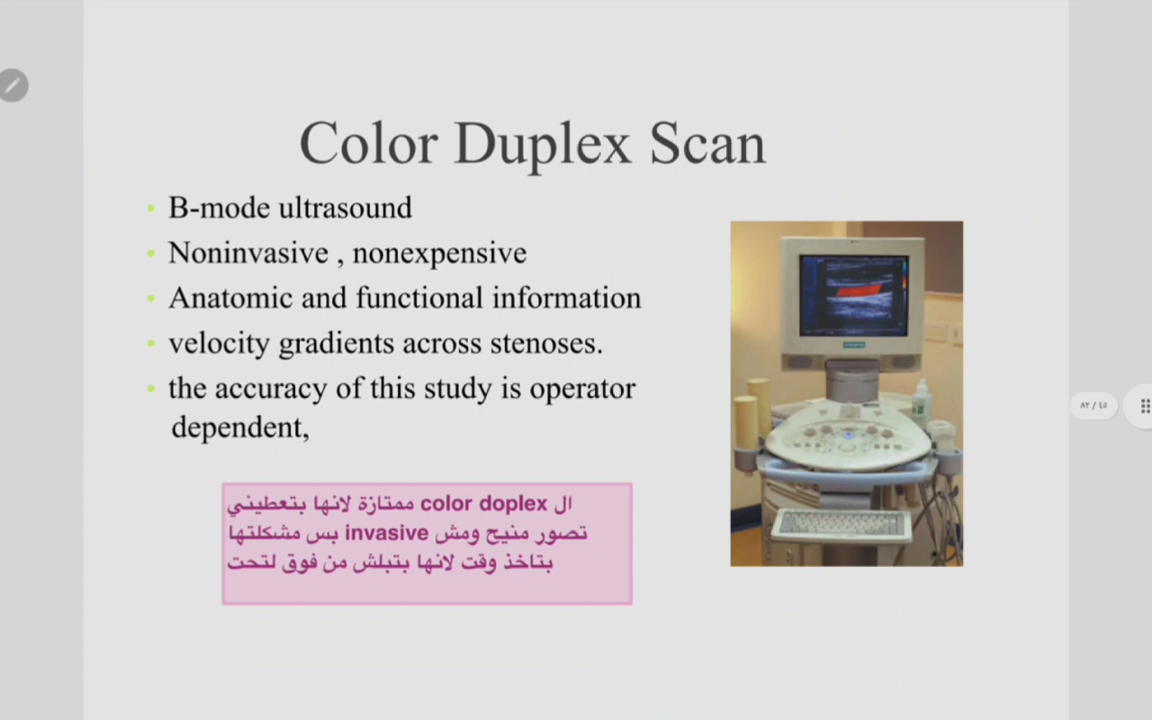 Color Duplex Scan
• B-mode ultrasound
• Noninvasive , nonexpensive
• Anatomic and functional information
• velocity gradients across stenoses.
• the accuracy of this study is operator
dependent,
ال color doplex ممتازة لانها بتعطيني
تصور منيح ومش invasive بس مشكلتها
بتاخذ وقت لانها بتبلش من فوق لتحت
٨٢ / ٤٥